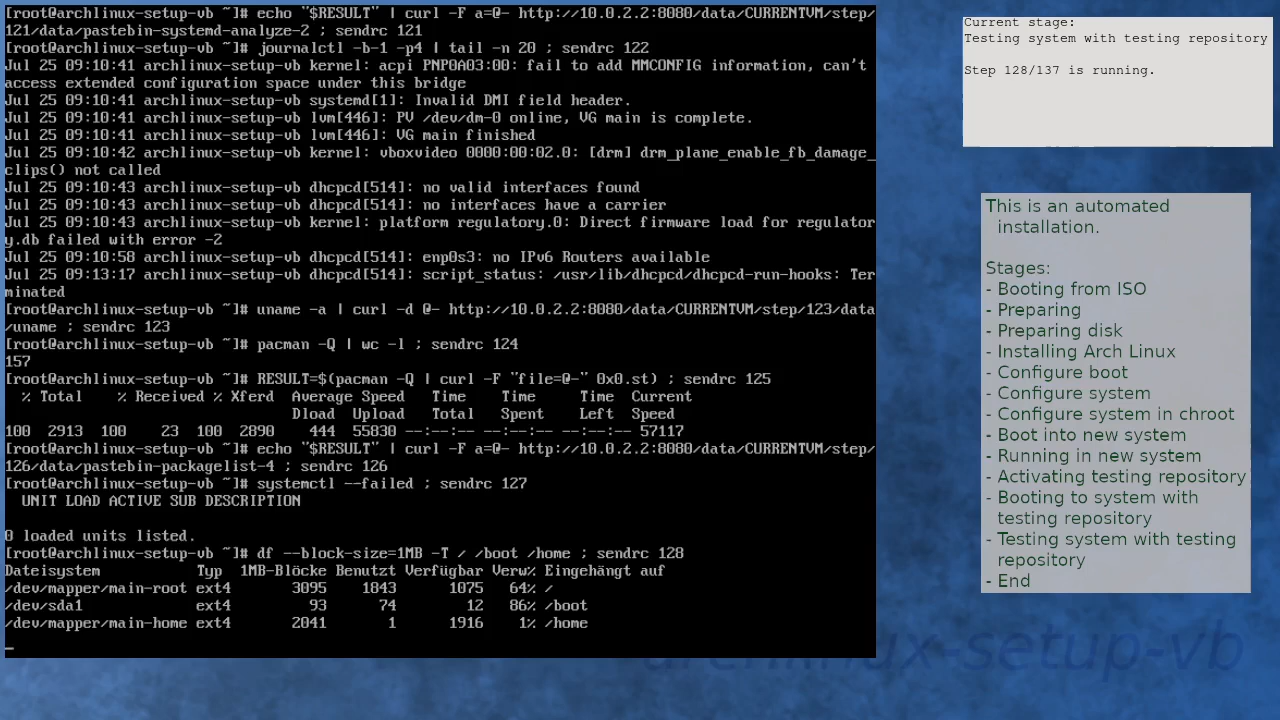 [root@archlinux-setup-vb ~]# echo "$RESULT" | curl -F a=@- http://10.0.2.2:8080/data/CURRENTVM/step/
121/data/pastebin-systemd-analyze-2 ; sendrc 121
[root@archlinux-setup-vb ~]# journalctl -b-1 -p4 | tail -n 20 ; sendrc 122
Jul 25 09:10:41 archlinux-setup-vb kernel: acpi PNP0A03:00: fail to add MMCONFIG information, can't
access extended configuration space under this bridge
Jul 25 09:10:41 archlinux-setup-vb systemd[1]: Invalid DMI field header.
Jul 25 09:10:41 archlinux-setup-vb lvm[446]: PV /dev/dm-0 online, VG main is complete.
Jul 25 09:10:41 archlinux-setup-vb lvm[446]: VG main finished
Jul 25 09:10:42 archlinux-setup-vb kernel: vboxvideo 0000:00:02.0: [drm] drm_plane_enable_fb_damage_
clips() not called
Jul 25 09:10:43 archlinux-setup-vb dhcpcd[514]: no valid interfaces found
Jul 25 09:10:43 archlinux-setup-vb dhcpcd[514]: no interfaces have a carrier
Jul 25 09:10:43 archlinux-setup-vb kernel: platform regulatory.0: Direct firmware load for regulator
y.db failed with error -2
Jul 25 09:10:58 archlinux-setup-vb dhcpcd[514]: enp0s3: no IPv6 Routers available
Jul 25 09:13:17 archlinux-setup-vb dhcpcd[514]: script_status: /usr/lib/dhcpcd/dhcpcd-run-hooks: Ter
minated
[root@archlinux-setup-vb ~]# uname -a | curl -d @- http://10.0.2.2:8080/data/CURRENTVM/step/123/data
/uname ; sendrc 123
[root@archlinux-setup-vb ~]# pacman -Q | wc -l ; sendrc 124
157
[root@archlinux-setup-vb ~]# RESULT=$(pacman -Q | curl -F "file=@-" 0x0.st) ; sendrc 125
% Total % Received % Xferd Average Speed Time Time Time Current
Dload Upload Total Spent Left Speed
100 2913 100 23 100 2890 444 55830 --:--:-- --:--:-- --:--:-- 57117
[root@archlinux-setup-vb ~]# echo "$RESULT" | curl -F a=@- http://10.0.2.2:8080/data/CURRENTVM/step/
126/data/pastebin-packagelist-4 ; sendrc 126
[root@archlinux-setup-vb ~]# systemctl --failed ; sendrc 127
UNIT LOAD ACTIVE SUB DESCRIPTION
0 loaded units listed.
[root@archlinux-setup-vb ~]# df --block-size=1MB -T / /boot /home ; sendrc 128
Dateisystem Typ 1MB-Blöcke Benutzt Verfügbar Verw% Eingehängt auf
/dev/mapper/main-root ext4 3095 1843 1075 64% /
/dev/sda1 ext4 93 74 12 86% /boot
/dev/mapper/main-home ext4 2041 1 1916 1% /home
Current stage:
Testing system with testing repository
Step 128/137 is running.
This is an automated
installation.
Stages:
- Booting from ISO
- Preparing
- Preparing disk
- Installing Arch Linux
- Configure boot
- Configure system
- Configure system in chroot
- Boot into new system
- Running in new system
- Activating testing repository
- Booting to system with
testing repository
- Testing system with testing
repository
- End
archlinux-setup-vb